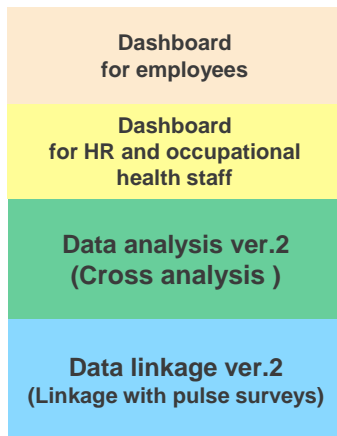 Dashboard
for employees
Dashboard
for HR and occupational
health staff
Data analysis ver.2
(Cross analysis )
Data linkage ver.2
(Linkage with pulse surveys)